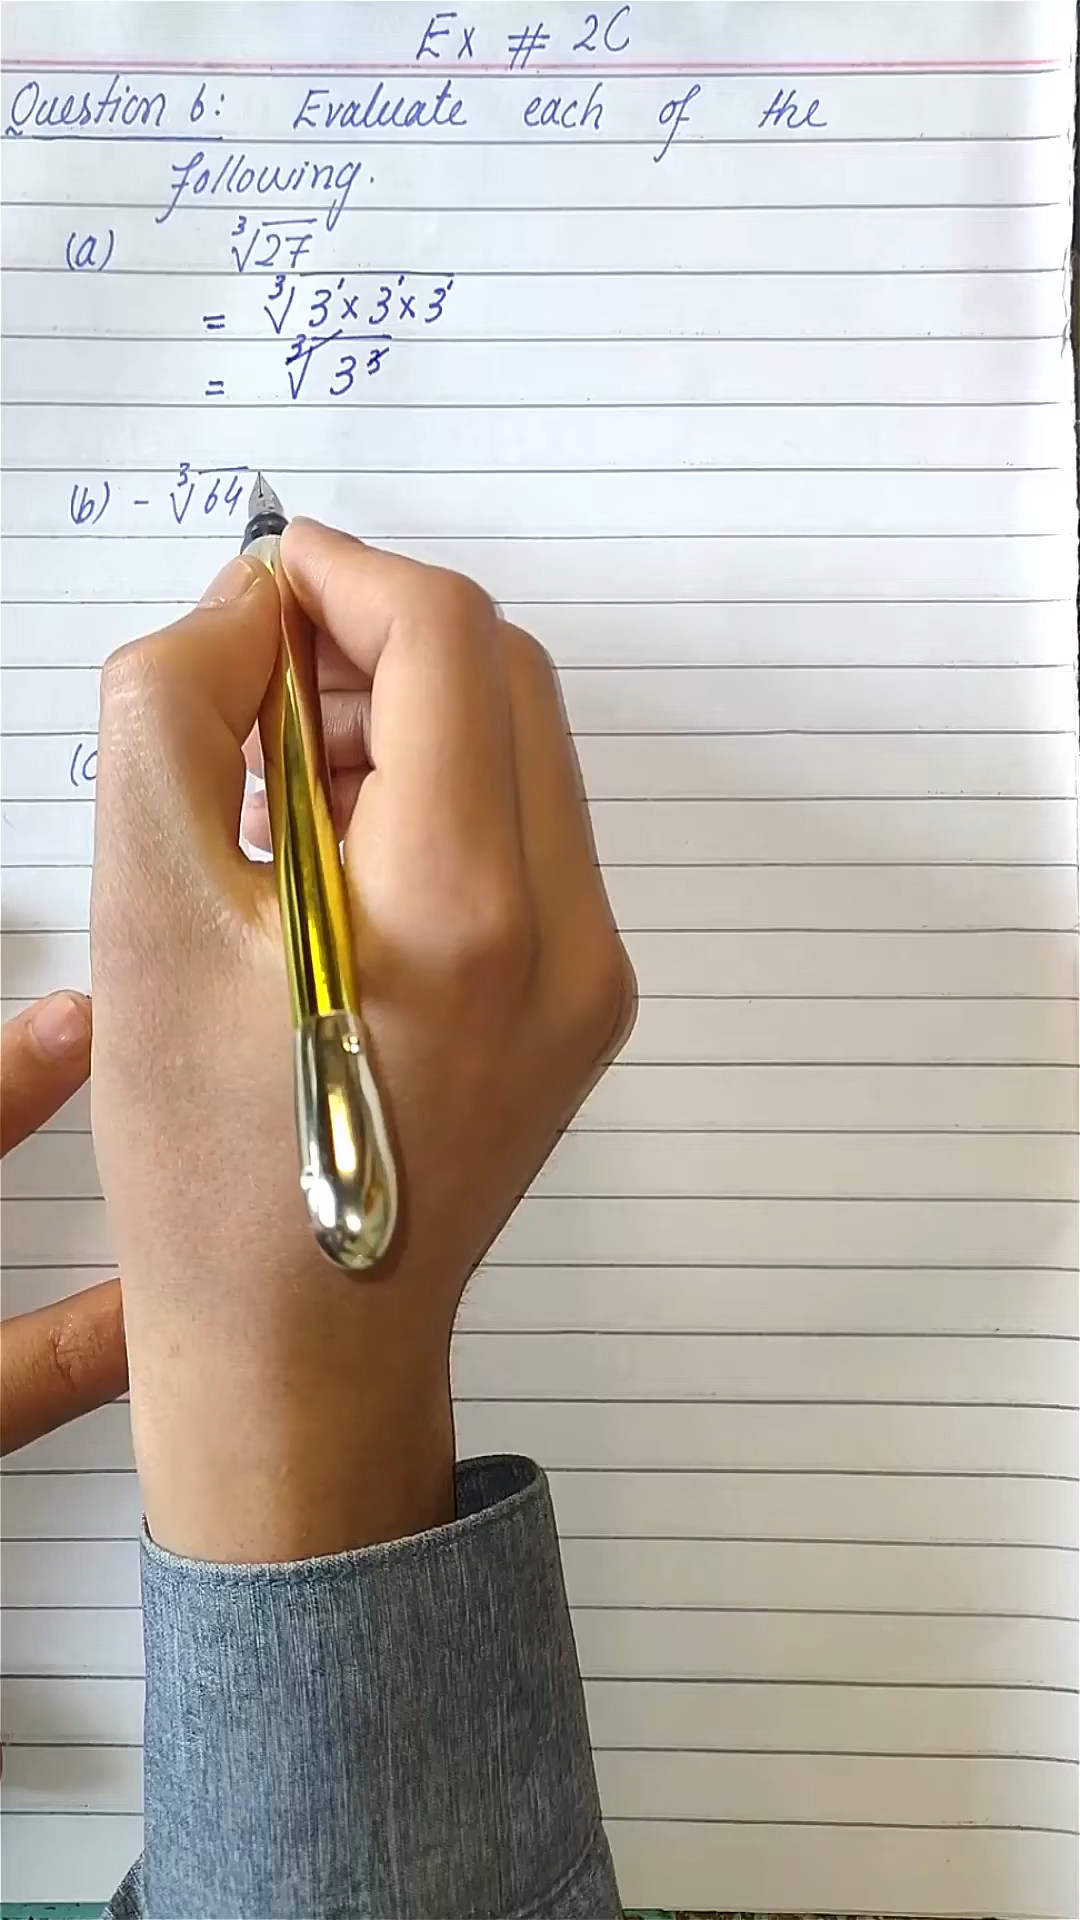 Ex # 2C
Question 6: Evaluate each of the
following.
(a) ∛27
= ∛3¹×3¹×3¹
= ∛3³
(b) - ∛64
(c